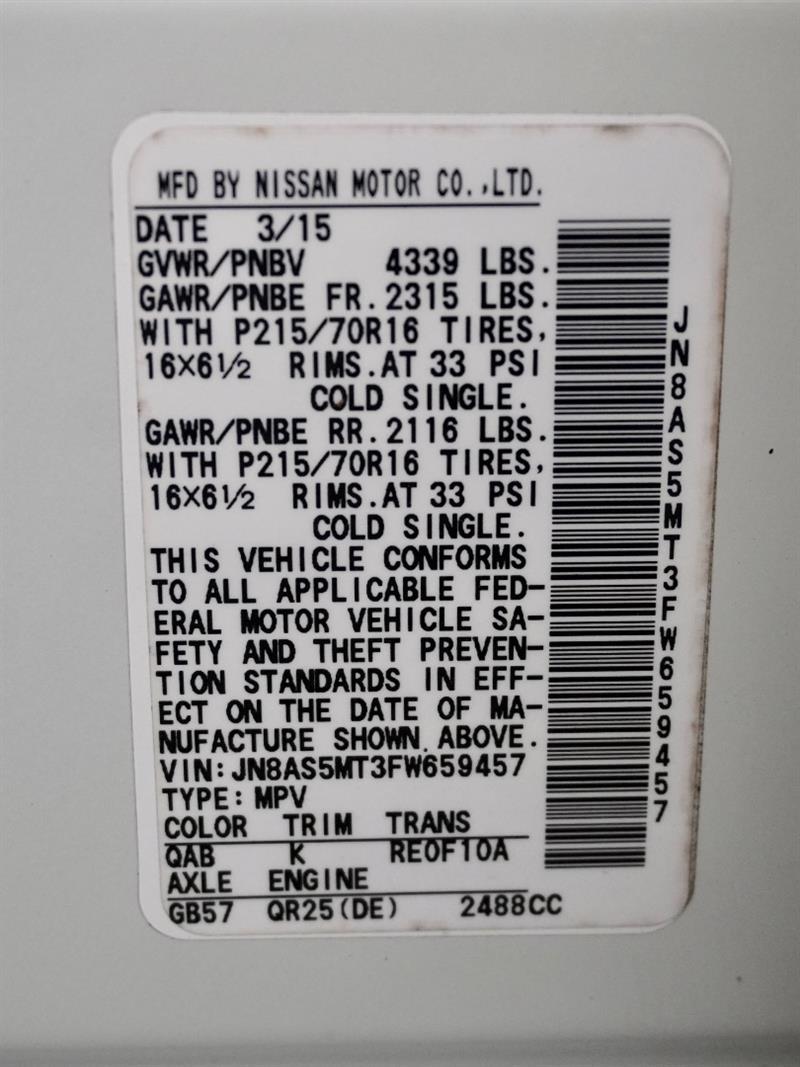 MFD BY NISSAN MOTOR CO.,LTD.
DATE 3/15
GVWR/PNBV 4339 LBS.
GAWR/PNBE FR.2315 LBS.
WITH P215/70R16 TIRES,
16×6½ RIMS.AT 33 PSI
COLD SINGLE.
GAWR/PNBE RR.2116 LBS.
WITH P215/70R16 TIRES,
16×6½ RIMS.AT 33 PSI
COLD SINGLE.
THIS VEHICLE CONFORMS
TO ALL APPLICABLE FED-
ERAL MOTOR VEHICLE SA-
FETY AND THEFT PREVEN-
TION STANDARDS IN EFF-
ECT ON THE DATE OF MA-
NUFACTURE SHOWN ABOVE.
VIN:JN8AS5MT3FW659457
TYPE:MPV
COLOR TRIM TRANS
QAB K RE0F10A
AXLE ENGINE
GB57 QR25(DE) 2488CC
JN8AS5MT3FW659457